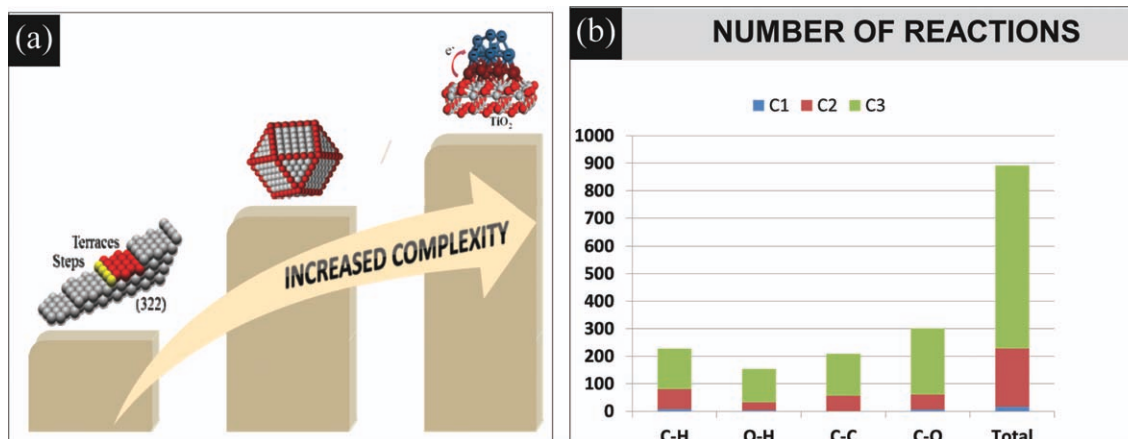 (a)
e-
TiO2
Terraces
Steps
(322)
INCREASED COMPLEXITY
(b)
NUMBER OF REACTIONS
C1 C2 C3
1000
900
800
700
600
500
400
300
200
100
0
C-H O-H C-C C-O Total